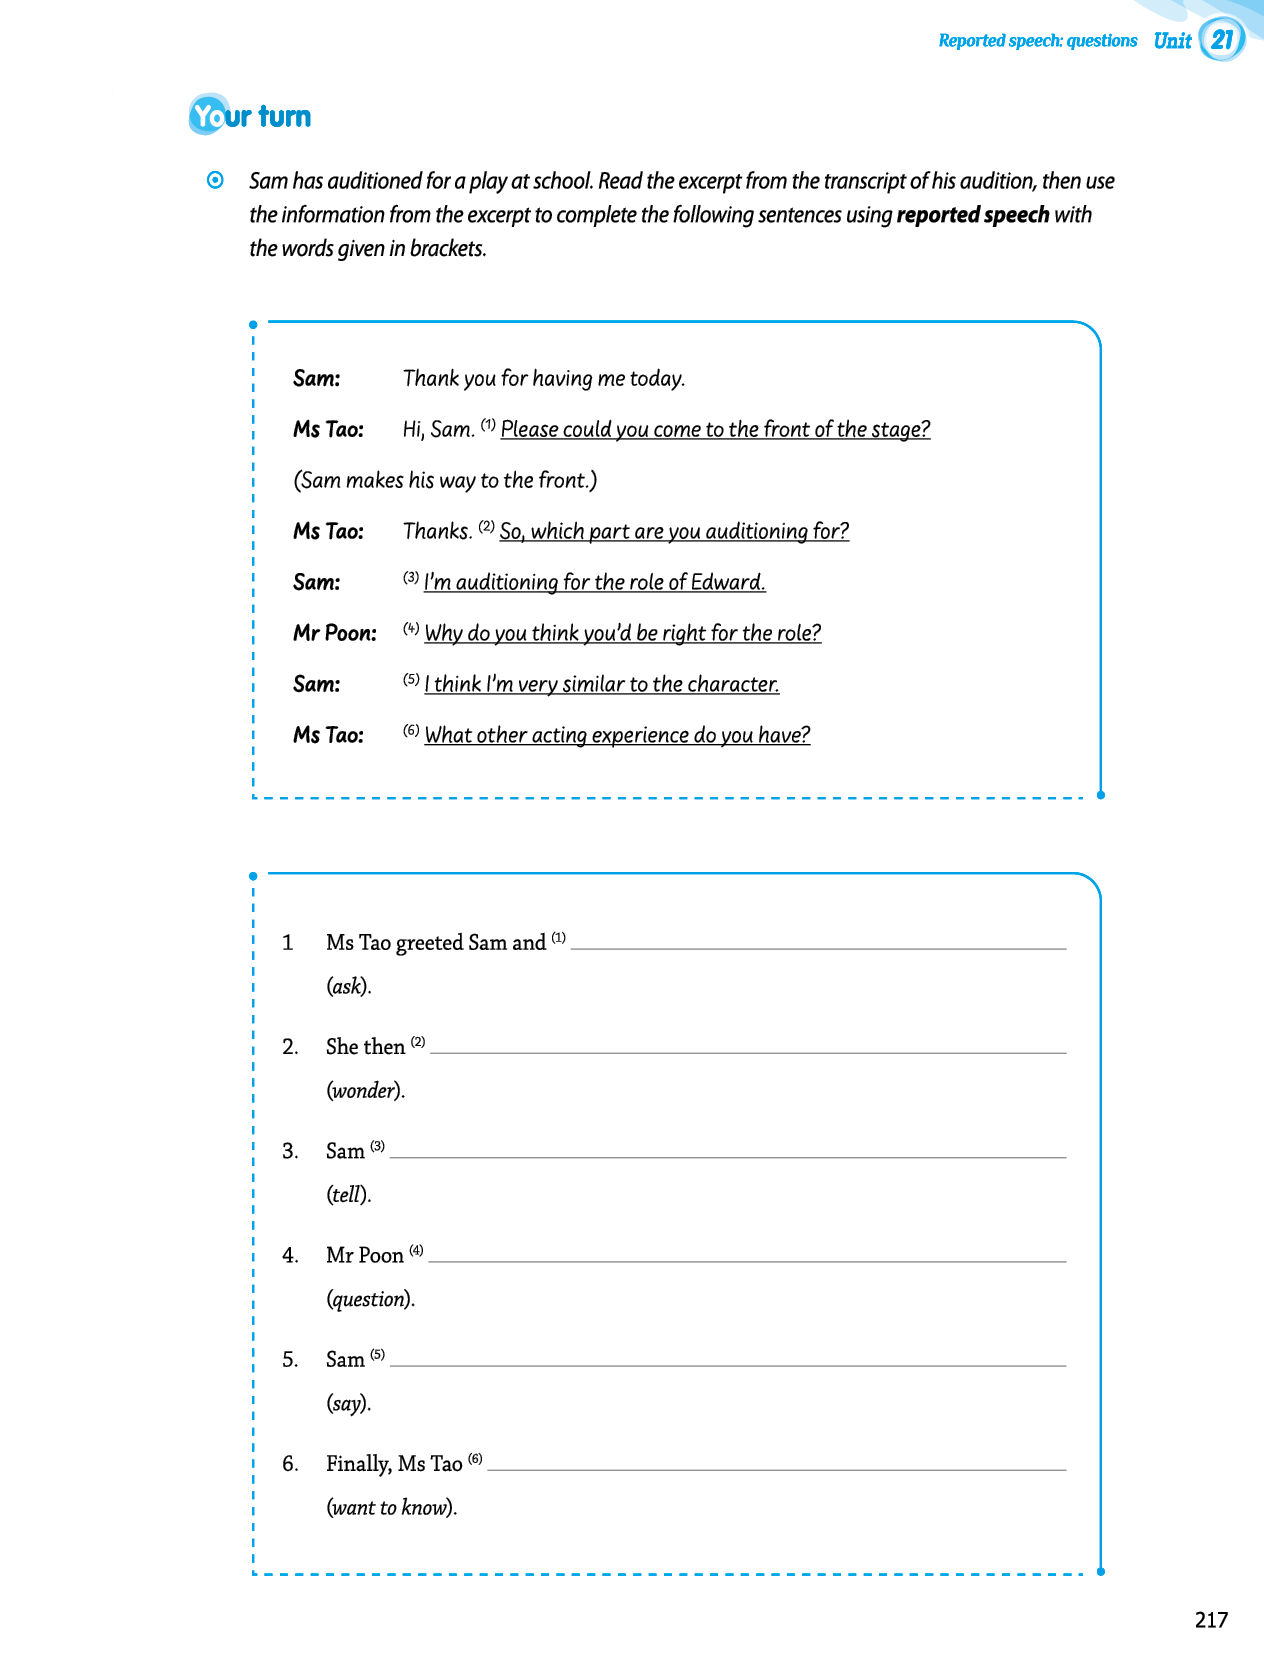 Reported speech: questions Unit 21
Your turn
Sam has auditioned for a play at school. Read the excerpt from the transcript of his audition, then use
the information from the excerpt to complete the following sentences using reported speech with
the words given in brackets.
Sam: Thank you for having me today.
Ms Tao: Hi, Sam. (1) Please could you come to the front of the stage?
(Sam makes his way to the front.)
Ms Tao: Thanks. (2) So, which part are you auditioning for?
Sam: (3) I'm auditioning for the role of Edward.
Mr Poon: (4) Why do you think you'd be right for the role?
Sam: (5) I think I'm very similar to the character.
Ms Tao: (6) What other acting experience do you have?
1 Ms Tao greeted Sam and (1)
(ask).
2. She then (2)
(wonder).
3. Sam (3)
(tell).
4. Mr Poon (4)
(question).
5. Sam (5)
(say).
6. Finally, Ms Tao (6)
(want to know).
217